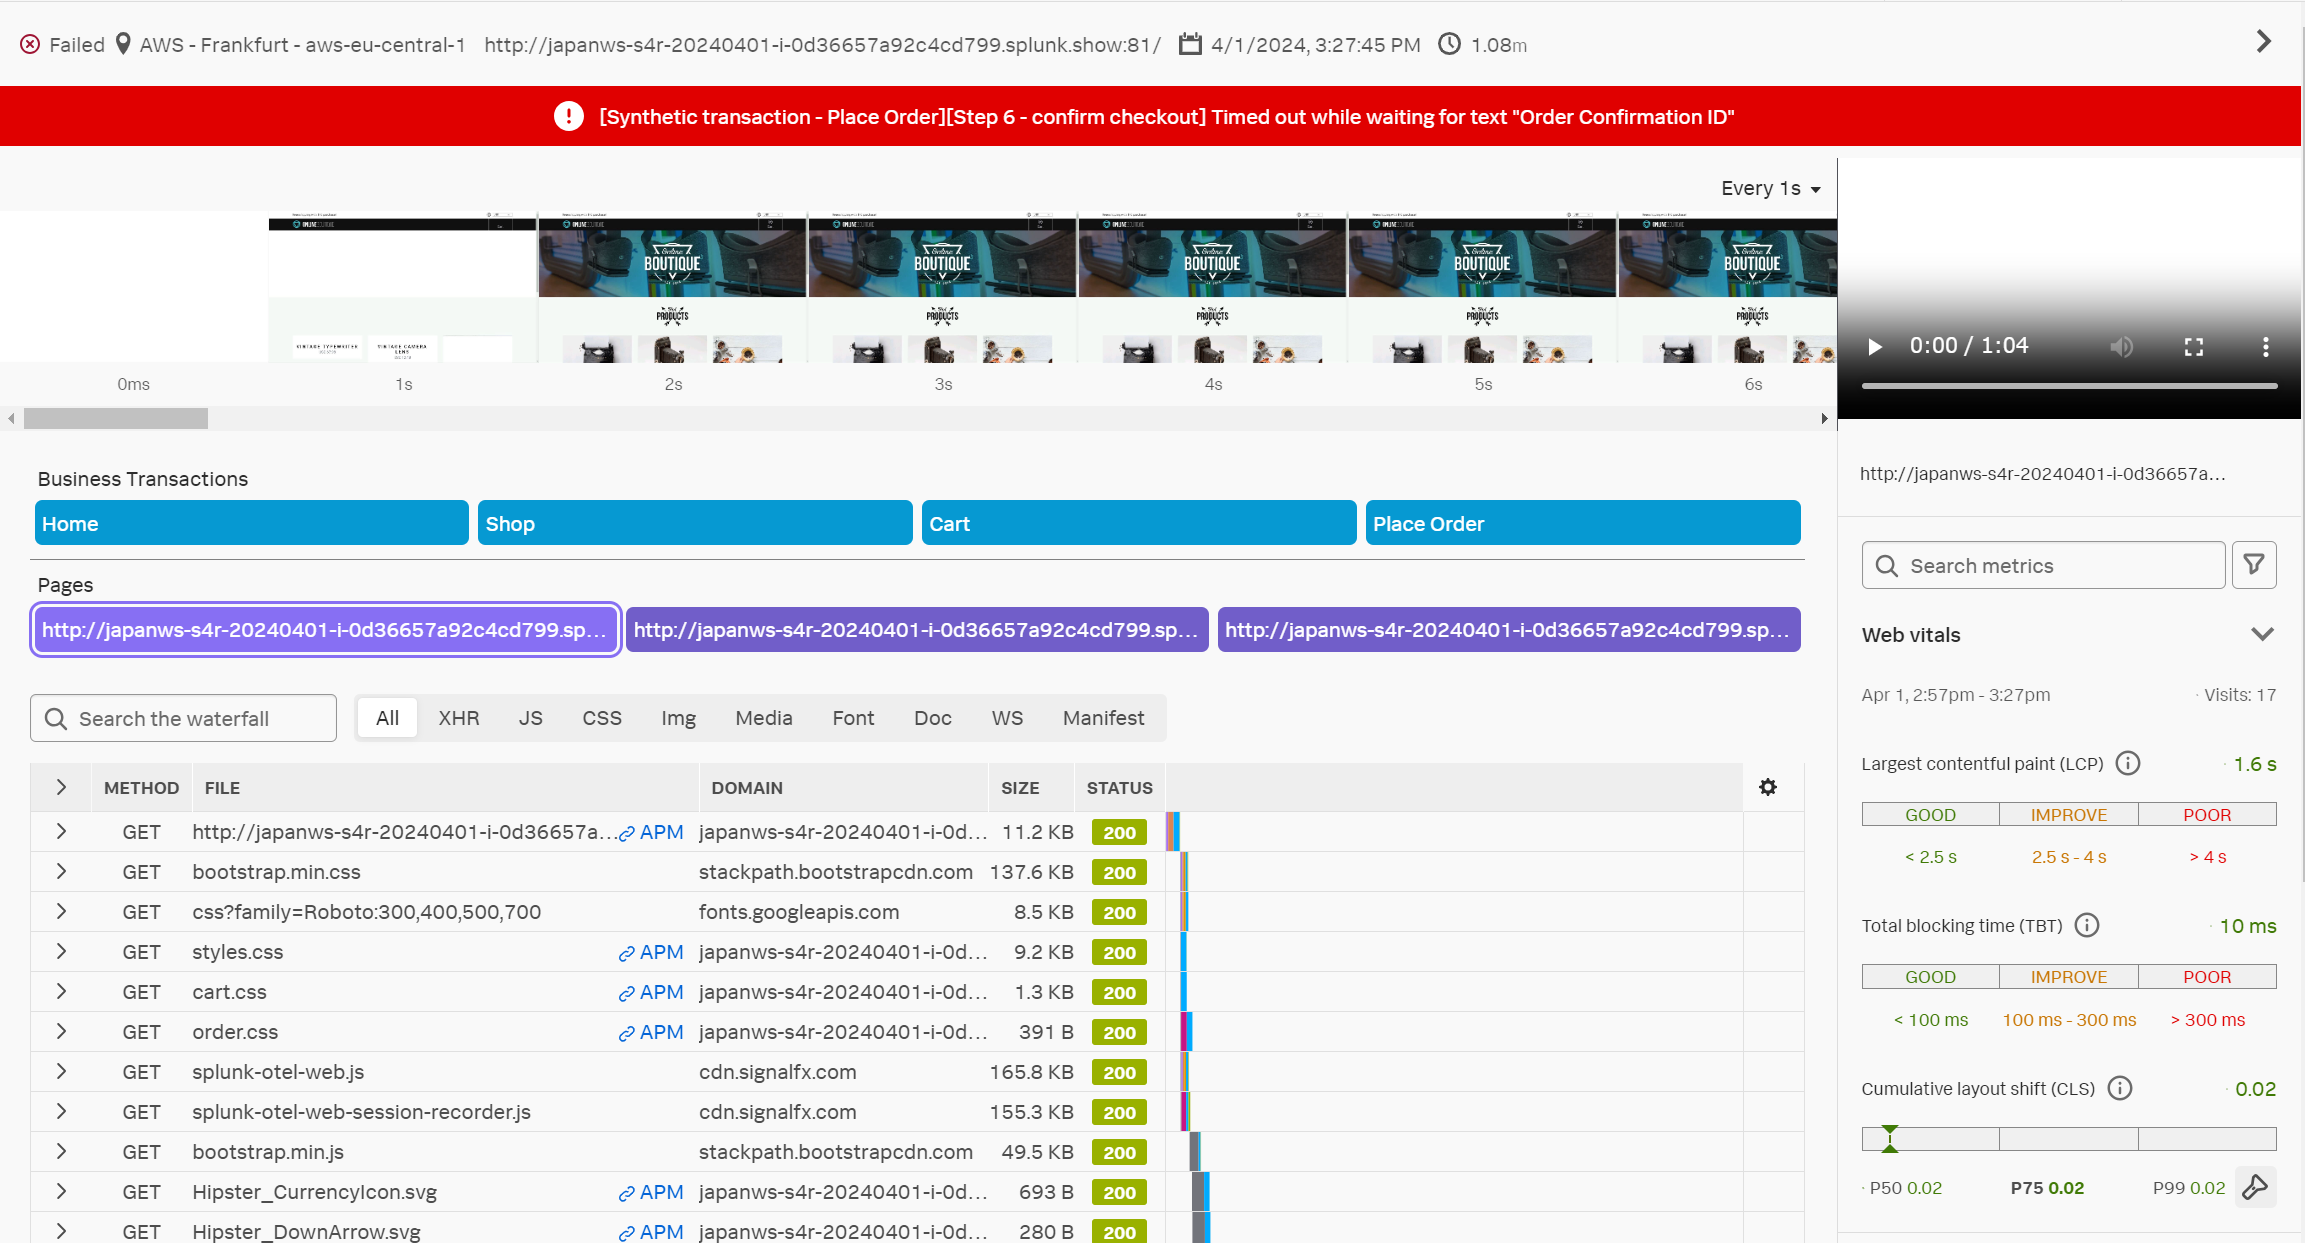 Failed AWS - Frankfurt - aws-eu-central-1 http://japanws-s4r-20240401-i-0d36657a92c4cd799.splunk.show:81/ 4/1/2024, 3:27:45 PM 1.08m
[Synthetic transaction - Place Order][Step 6 - confirm checkout] Timed out while waiting for text "Order Confirmation ID"
Every 1s
Online BOUTIQUE
Online BOUTIQUE
Online BOUTIQUE
Online BOUTIQUE
Online BOUTIQUE
PRODUCTS
PRODUCTS
PRODUCTS
PRODUCTS
PRODUCTS
VINTAGE TYPEWRITER
VINTAGE CAMERA LENS
0ms 1s 2s 3s 4s 5s 6s
0:00 / 1:04
Business Transactions
Home Shop Cart Place Order
Pages
http://japanws-s4r-20240401-i-0d36657a92c4cd799.sp... http://japanws-s4r-20240401-i-0d36657a92c4cd799.sp... http://japanws-s4r-20240401-i-0d36657a92c4cd799.sp...
Search the waterfall All XHR JS CSS Img Media Font Doc WS Manifest
METHOD FILE DOMAIN SIZE STATUS
GET http://japanws-s4r-20240401-i-0d36657a... APM japanws-s4r-20240401-i-0d... 11.2 KB 200
GET bootstrap.min.css stackpath.bootstrapcdn.com 137.6 KB 200
GET css?family=Roboto:300,400,500,700 fonts.googleapis.com 8.5 KB 200
GET styles.css APM japanws-s4r-20240401-i-0d... 9.2 KB 200
GET cart.css APM japanws-s4r-20240401-i-0d... 1.3 KB 200
GET order.css APM japanws-s4r-20240401-i-0d... 391 B 200
GET splunk-otel-web.js cdn.signalfx.com 165.8 KB 200
GET splunk-otel-web-session-recorder.js cdn.signalfx.com 155.3 KB 200
GET bootstrap.min.js stackpath.bootstrapcdn.com 49.5 KB 200
GET Hipster_CurrencyIcon.svg APM japanws-s4r-20240401-i-0d... 693 B 200
GET Hipster_DownArrow.svg APM japanws-s4r-20240401-i-0d... 280 B 200
http://japanws-s4r-20240401-i-0d36657a...
Search metrics
Web vitals
Apr 1, 2:57pm - 3:27pm · Visits: 17
Largest contentful paint (LCP) · 1.6 s
GOOD IMPROVE POOR
< 2.5 s 2.5 s - 4 s > 4 s
Total blocking time (TBT) · 10 ms
GOOD IMPROVE POOR
< 100 ms 100 ms - 300 ms > 300 ms
Cumulative layout shift (CLS) · 0.02
· P50 0.02 P75 0.02 P99 0.02